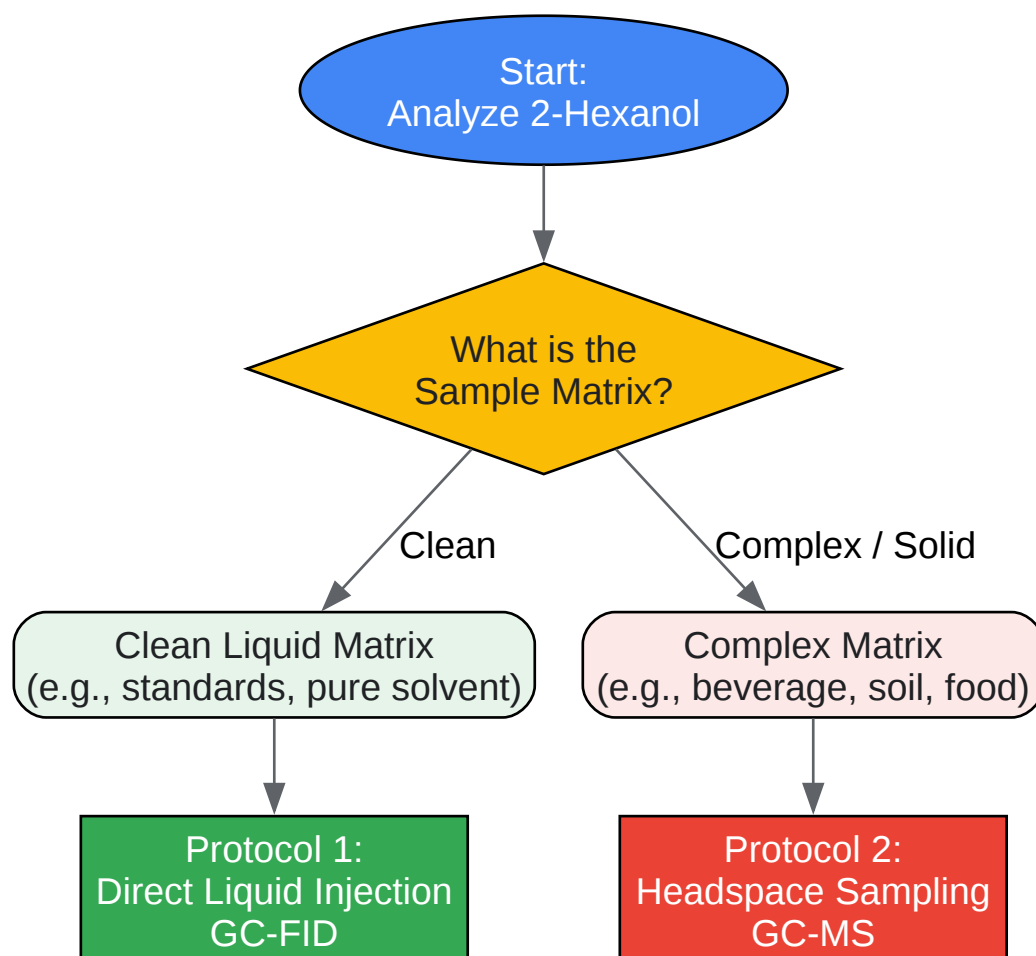 Start:
Analyze 2-Hexanol
What is the
Sample Matrix?
Clean
Complex / Solid
Clean Liquid Matrix
(e.g., standards, pure solvent)
Complex Matrix
(e.g., beverage, soil, food)
Protocol 1:
Direct Liquid Injection
GC-FID
Protocol 2:
Headspace Sampling
GC-MS